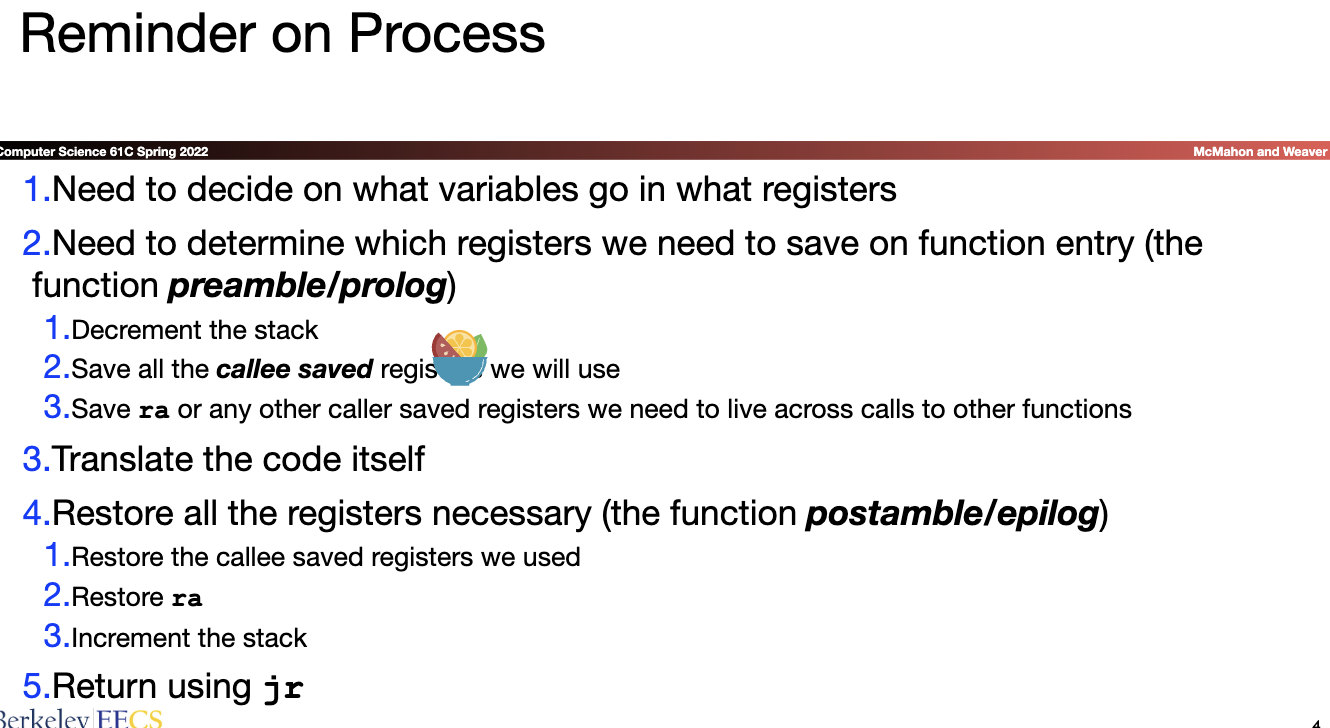 Reminder on Process
Computer Science 61C Spring 2022
McMahon and Weaver
1.Need to decide on what variables go in what registers
2.Need to determine which registers we need to save on function entry (the
function preamble/prolog)
1.Decrement the stack
2.Save all the callee saved regis we will use
3.Save ra or any other caller saved registers we need to live across calls to other functions
3.Translate the code itself
4.Restore all the registers necessary (the function postamble/epilog)
1.Restore the callee saved registers we used
2.Restore ra
3.Increment the stack
5.Return using jr
Berkeley EECS
4